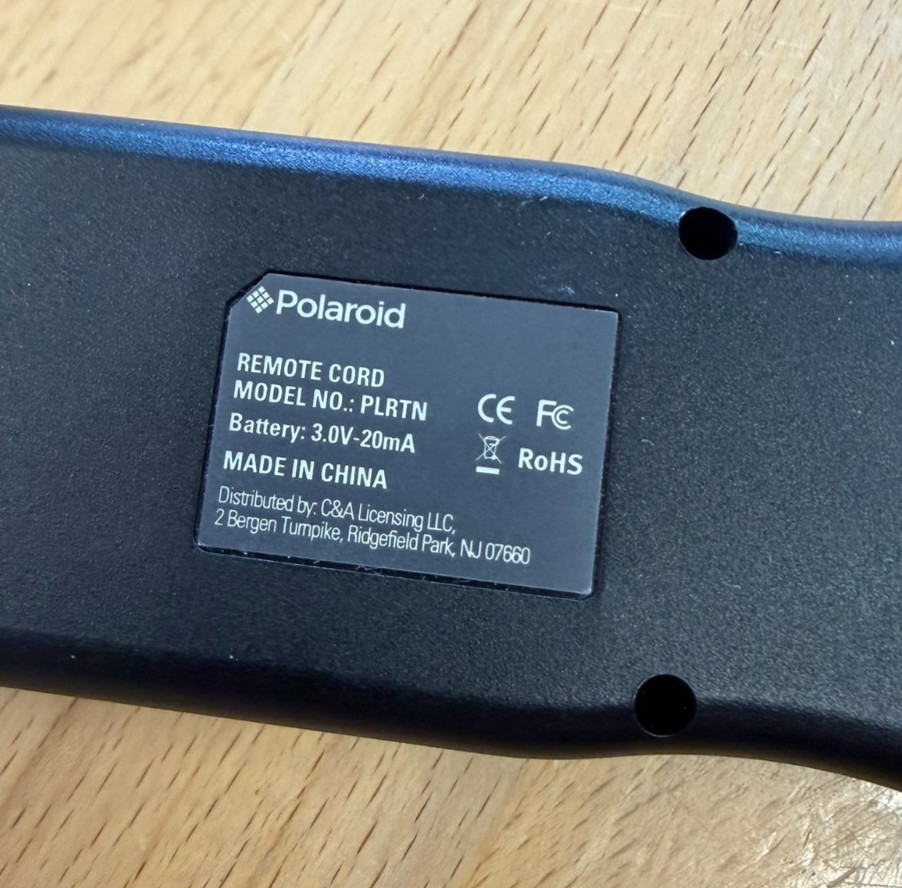 Polaroid
REMOTE CORD
MODEL NO.: PLRTN
Battery: 3.0V-20mA
MADE IN CHINA
Distributed by: C&A Licensing LLC,
2 Bergen Turnpike, Ridgefield Park, NJ 07660
CE FC
RoHS